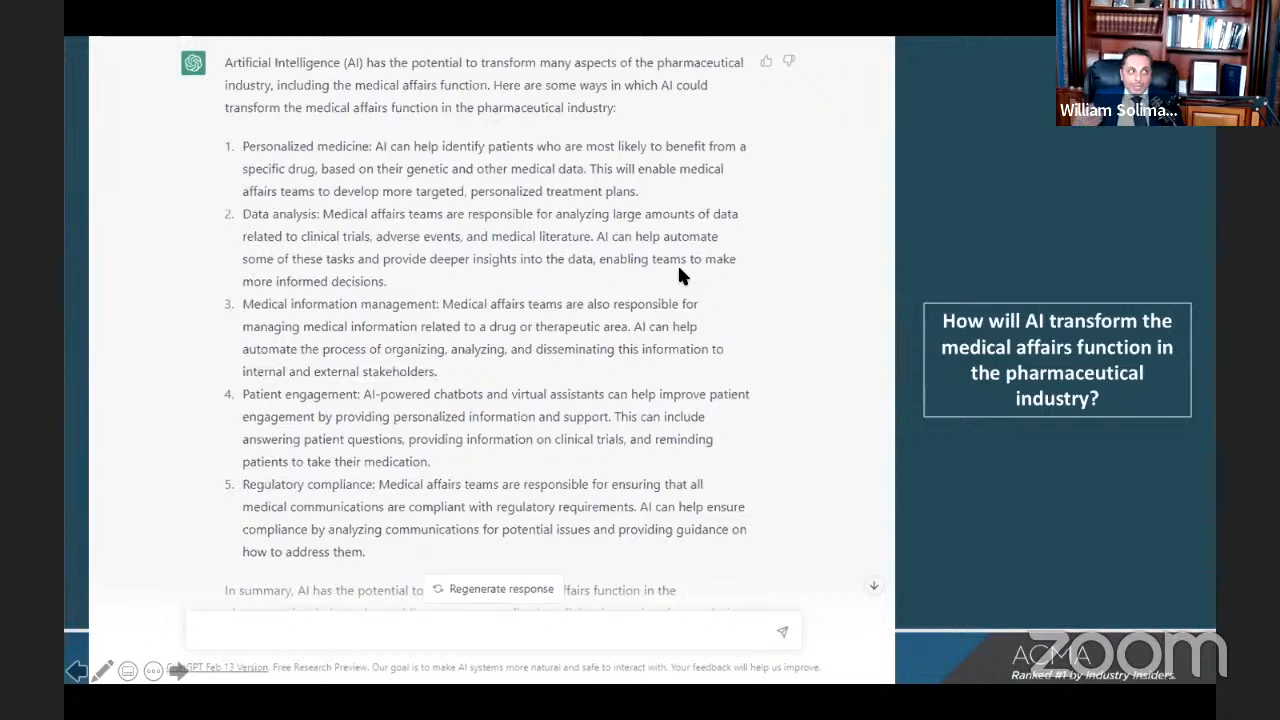 Artificial Intelligence (AI) has the potential to transform many aspects of the pharmaceutical
industry, including the medical affairs function. Here are some ways in which AI could
transform the medical affairs function in the pharmaceutical industry:
1. Personalized medicine: AI can help identify patients who are most likely to benefit from a
specific drug, based on their genetic and other medical data. This will enable medical
affairs teams to develop more targeted, personalized treatment plans.
2. Data analysis: Medical affairs teams are responsible for analyzing large amounts of data
related to clinical trials, adverse events, and medical literature. AI can help automate
some of these tasks and provide deeper insights into the data, enabling teams to make
more informed decisions.
3. Medical information management: Medical affairs teams are also responsible for
managing medical information related to a drug or therapeutic area. AI can help
automate the process of organizing, analyzing, and disseminating this information to
internal and external stakeholders.
4. Patient engagement: AI-powered chatbots and virtual assistants can help improve patient
engagement by providing personalized information and support. This can include
answering patient questions, providing information on clinical trials, and reminding
patients to take their medication.
5. Regulatory compliance: Medical affairs teams are responsible for ensuring that all
medical communications are compliant with regulatory requirements. AI can help ensure
compliance by analyzing communications for potential issues and providing guidance on
how to address them.
In summary, AI has the potential to
Regenerate response
ffairs function in the
GPT Feb 13 Version. Free Research Preview. Our goal is to make AI systems more natural and safe to interact with. Your feedback will help us improve.
William Solima...
How will AI transform the
medical affairs function in
the pharmaceutical
industry?
ACMA
zoom
Ranked #1 by Industry Insiders.